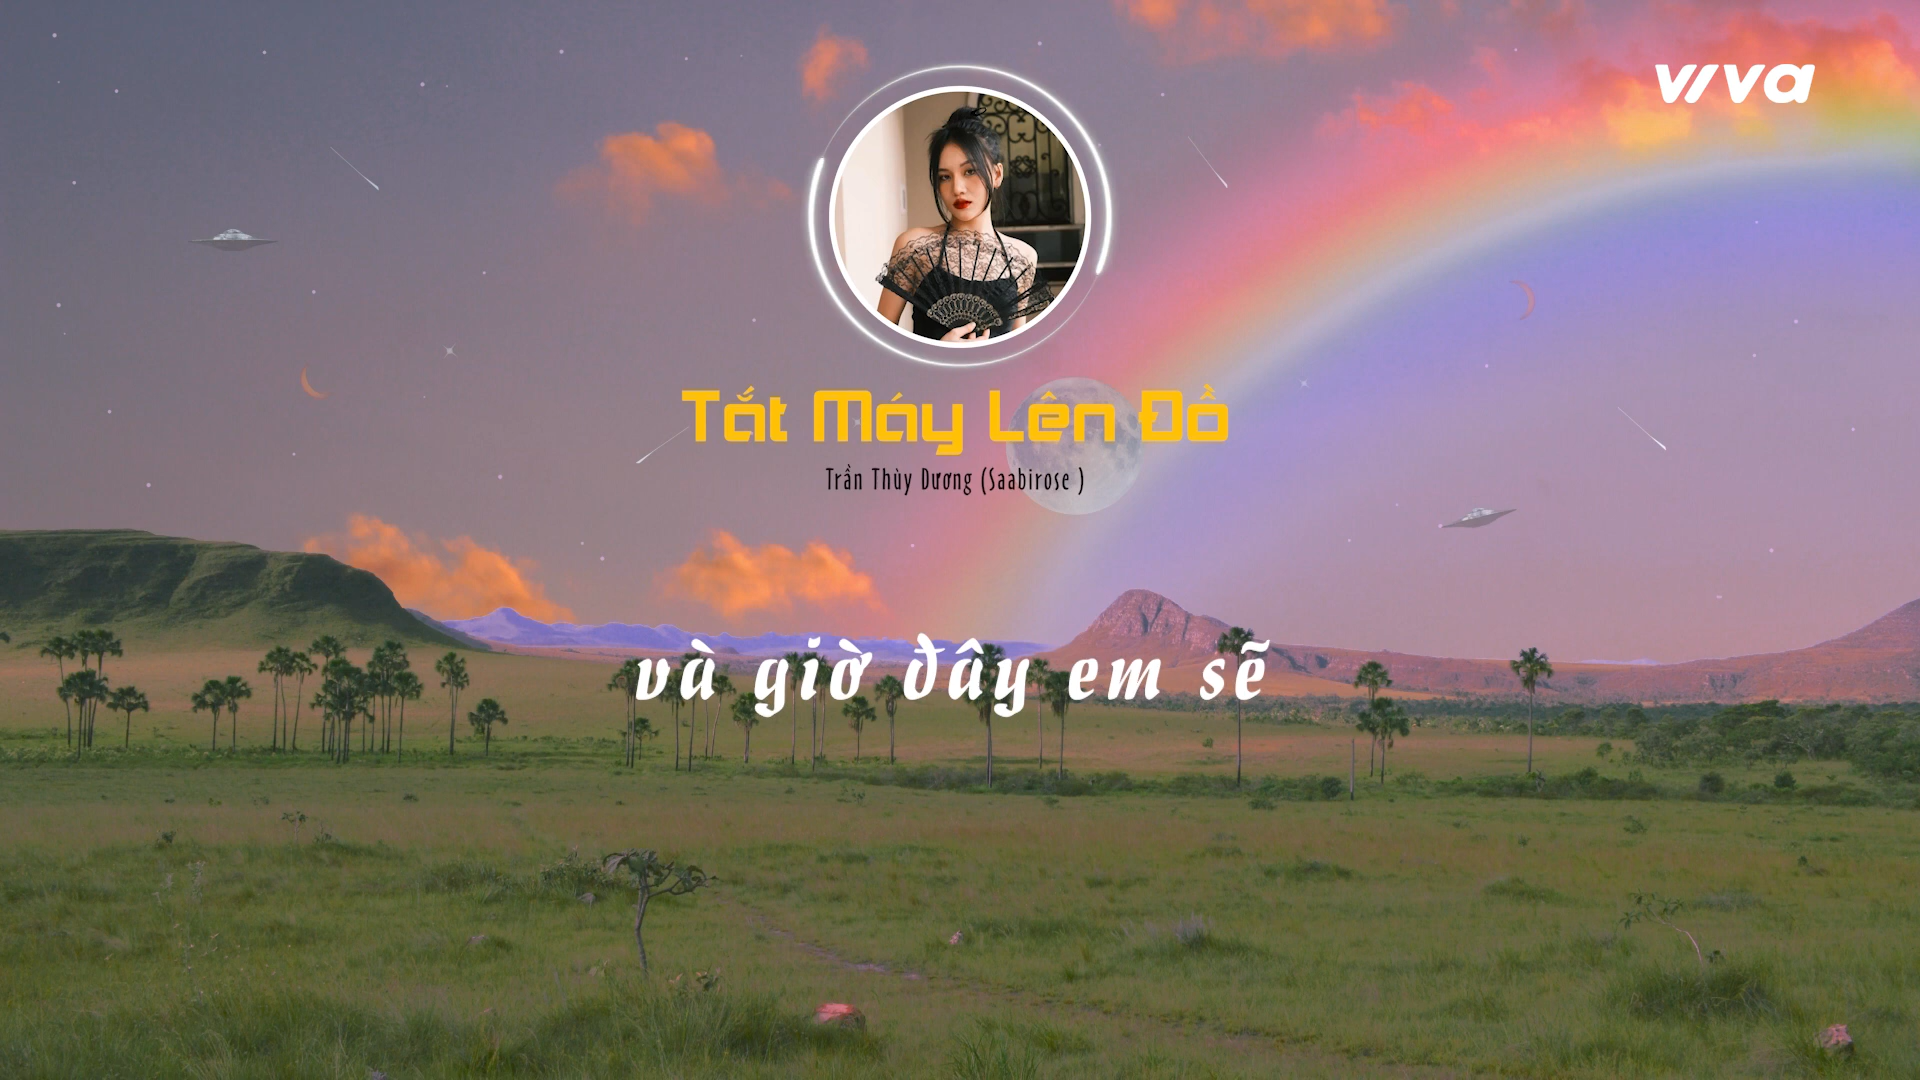 VIVA
Tắt Máy Lên Đồ
Trần Thùy Dương (Saabirose )
và giờ đây em sẽ